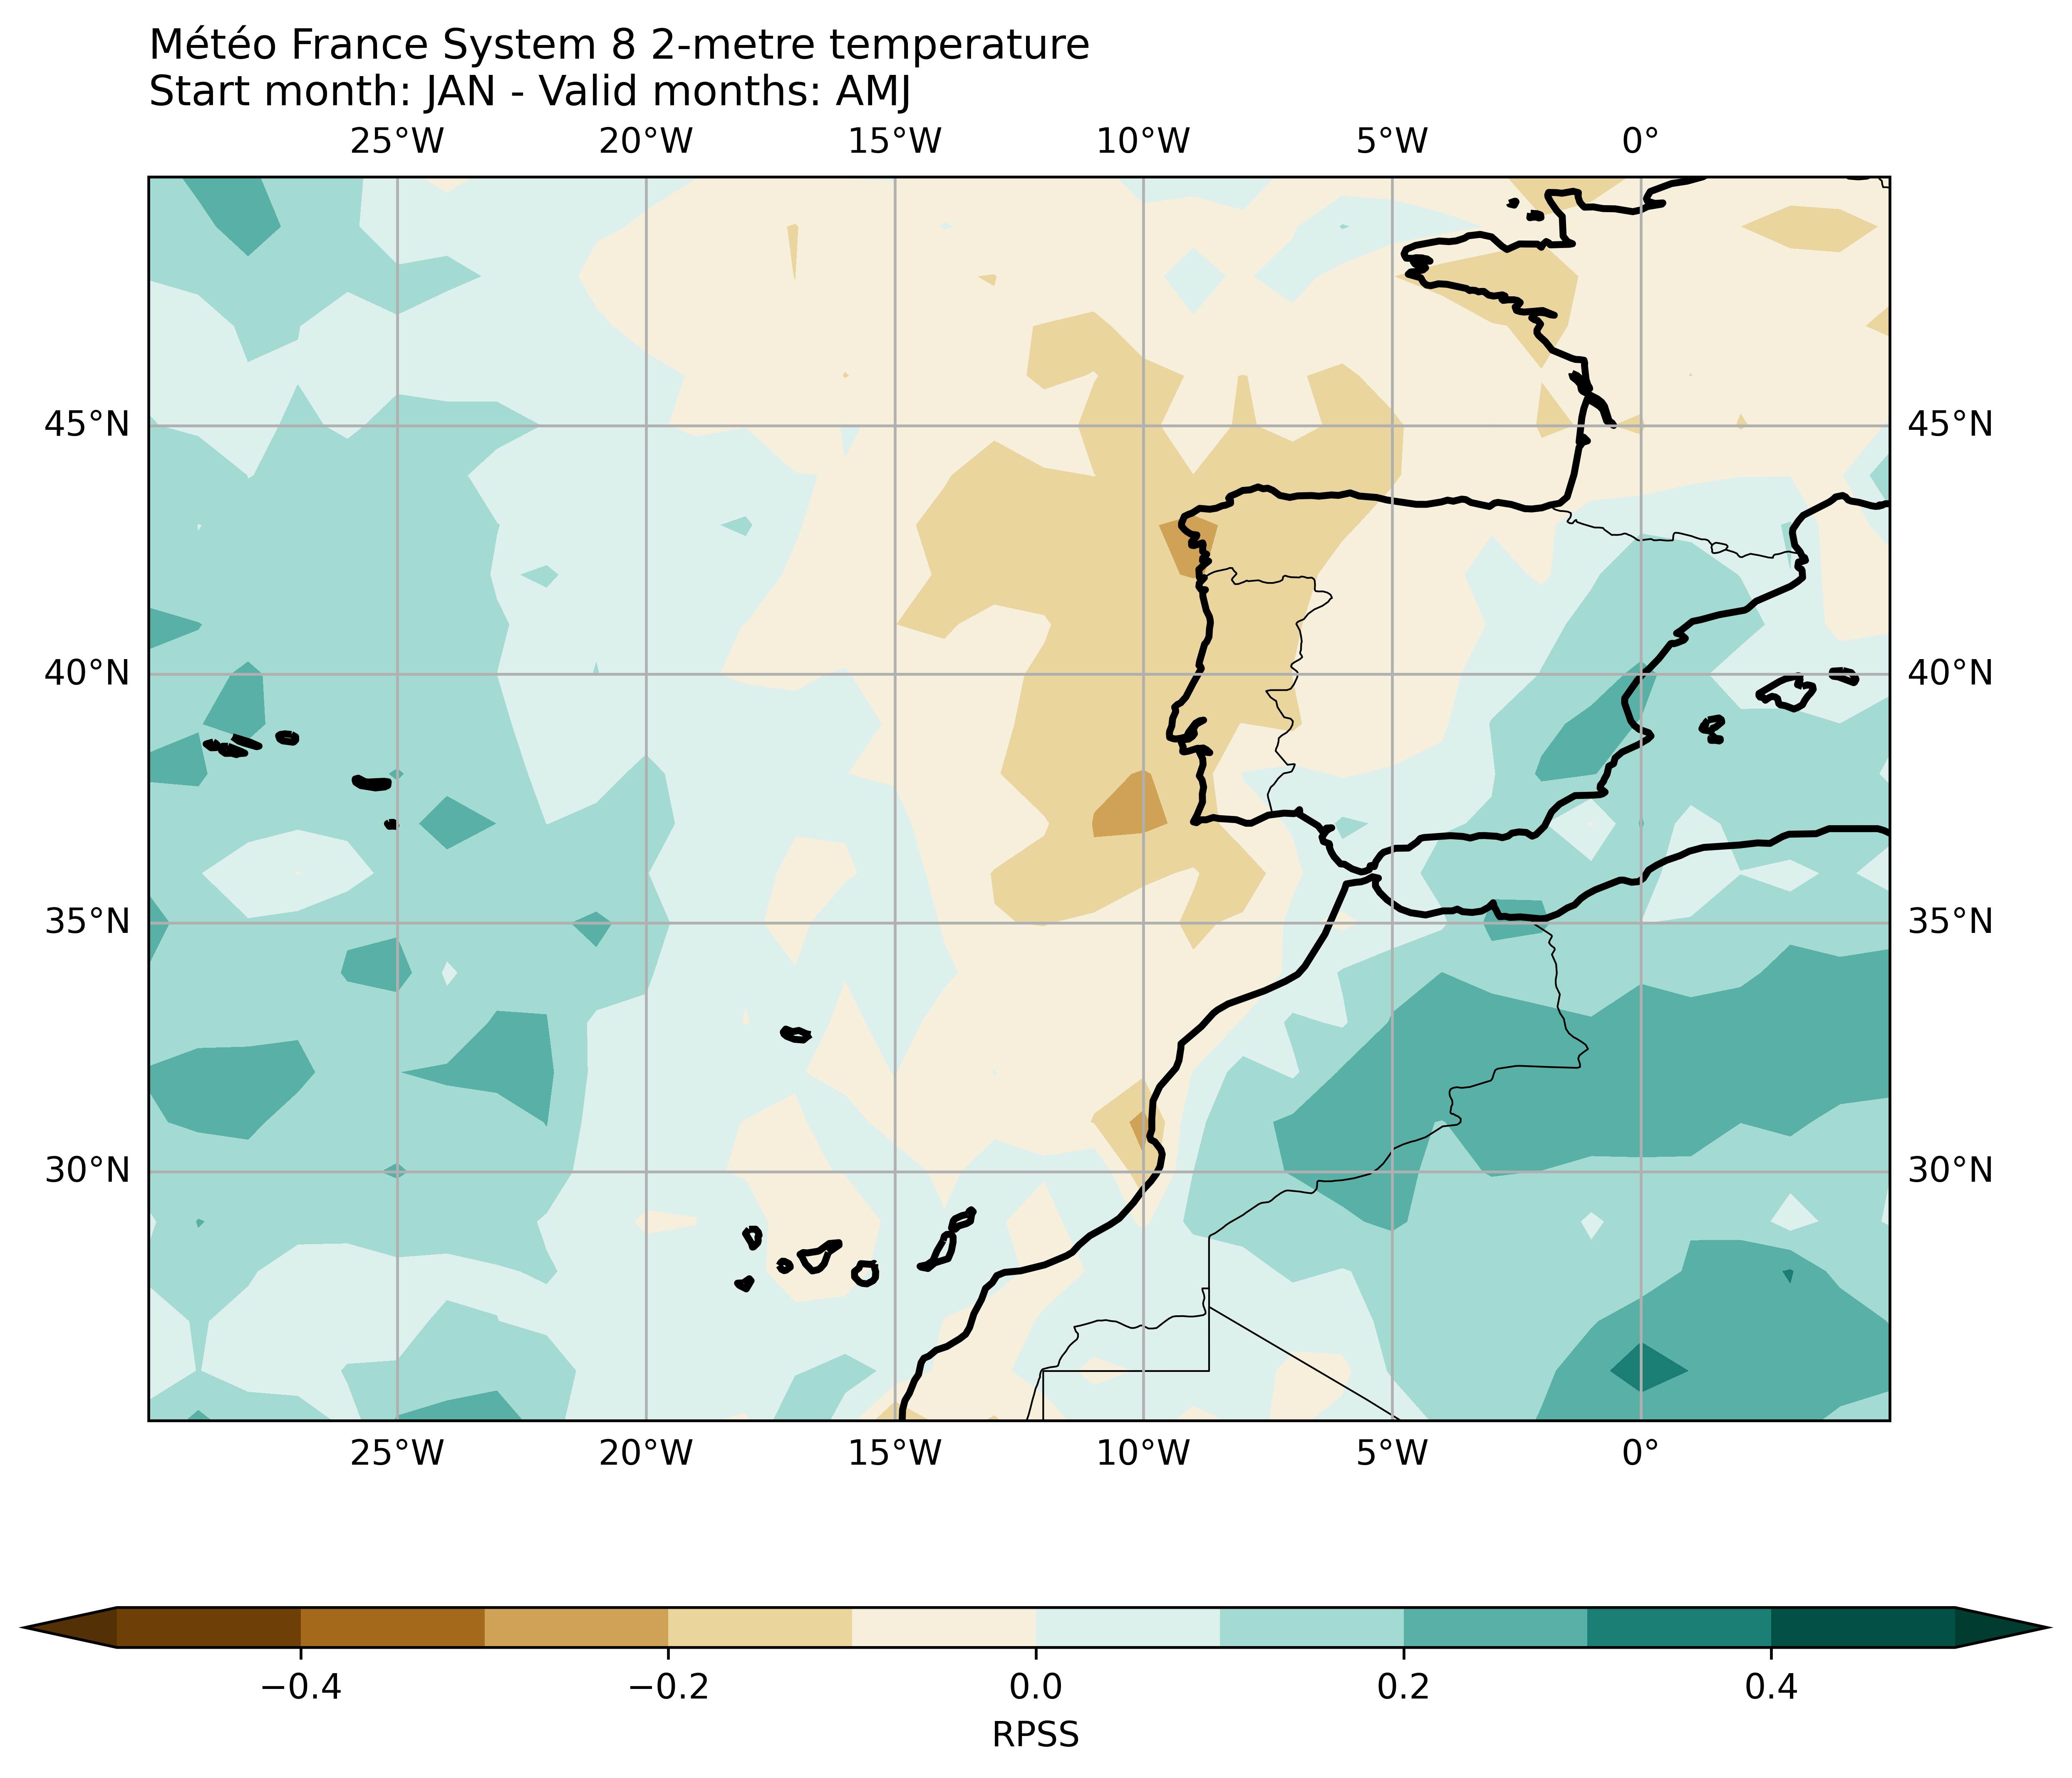 Météo France System 8 2-metre temperature
Start month: JAN - Valid months: AMJ
25°W 20°W 15°W 10°W 5°W 0°
45°N 45°N
40°N 40°N
35°N 35°N
30°N 30°N
25°W 20°W 15°W 10°W 5°W 0°
−0.4 −0.2 0.0 0.2 0.4
RPSS